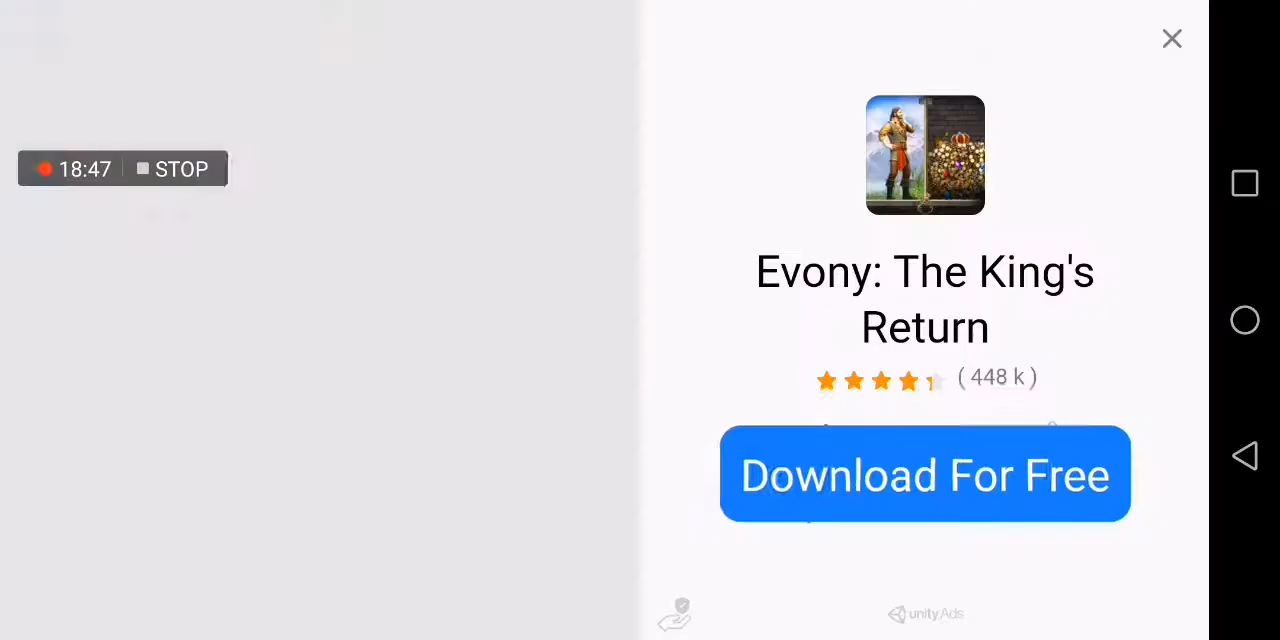 18:47 STOP
Evony: The King's
Return
( 448 k )
Download For Free
unityAds